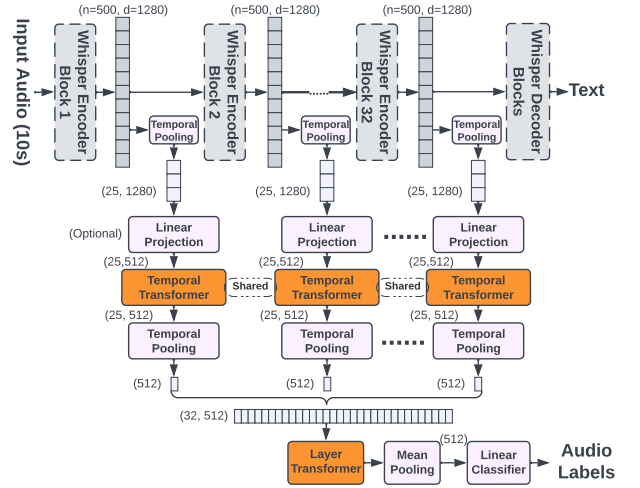 (n=500, d=1280)
(n=500, d=1280)
(n=500, d=1280)
Input Audio (10s)
Whisper Encoder
Block 1
Whisper Encoder
Block 2
Whisper Encoder
Block 32
Whisper Decoder
Blocks
Text
Temporal
Pooling
Temporal
Pooling
Temporal
Pooling
(25, 1280)
(25, 1280)
(25, 1280)
(Optional)
Linear
Projection
Linear
Projection
Linear
Projection
(25,512)
(25,512)
(25,512)
Temporal
Transformer
Shared
Temporal
Transformer
Shared
Temporal
Transformer
(25, 512)
(25, 512)
(25, 512)
Temporal
Pooling
Temporal
Pooling
Temporal
Pooling
(512)
(512)
(512)
(32, 512)
Layer
Transformer
Mean
Pooling
(512)
Linear
Classifier
Audio
Labels